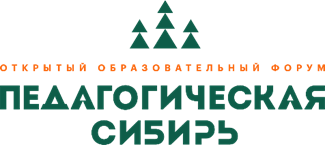 ОТКРЫТЫЙ ОБРАЗОВАТЕЛЬНЫЙ ФОРУМ
ПЕДАГОГИЧЕСКАЯ
СИБИРЬ